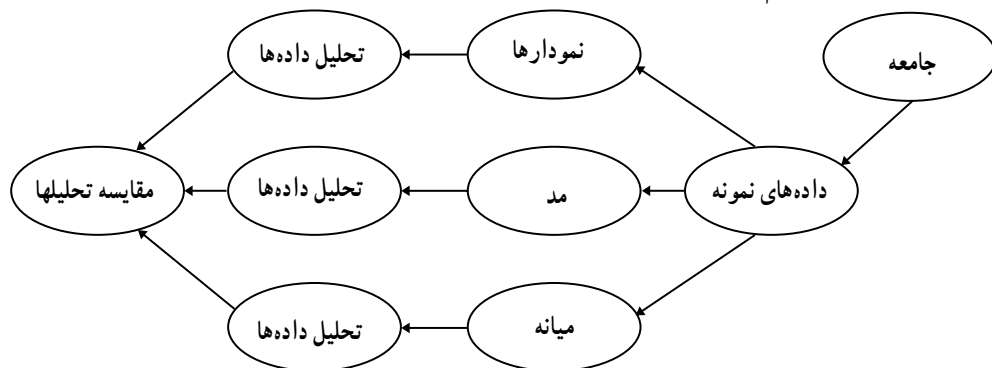 جامعه
نمودارها
تحلیل داده‌ها
داده‌های نمونه
مد
تحلیل داده‌ها
مقایسه تحلیلها
میانه
تحلیل داده‌ها